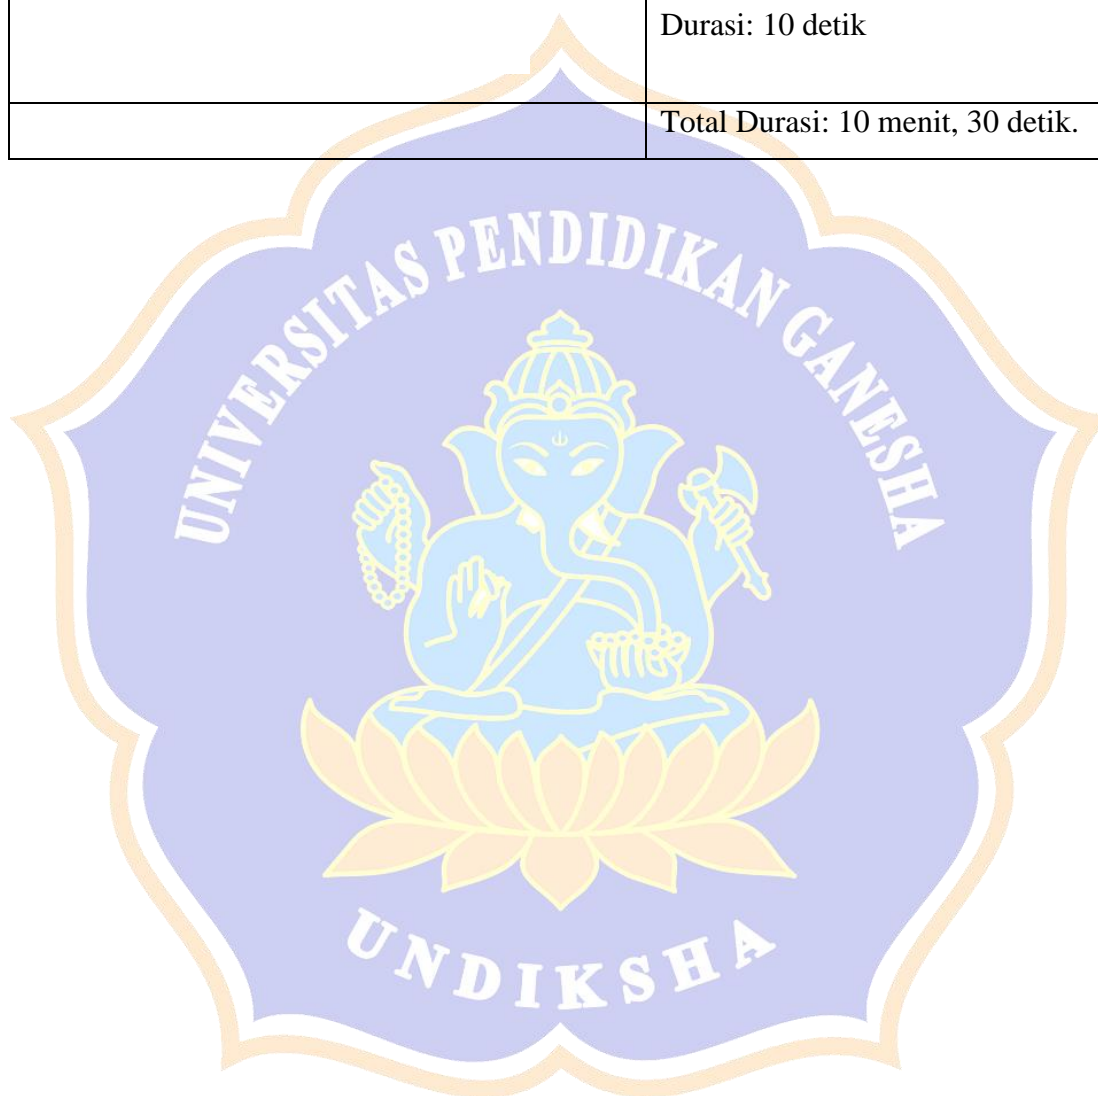 Durasi: 10 detik
Total Durasi: 10 menit, 30 detik.
UNIVERSITAS PENDIDIKAN GANESHA
UNDIKSHA